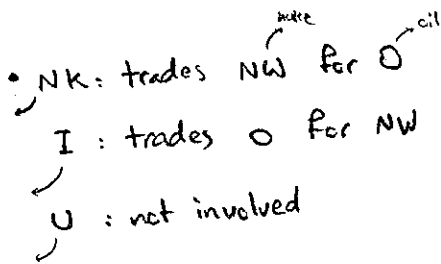 nuke oil
• NK: trades NW for O
I : trades O for NW
U : not involved